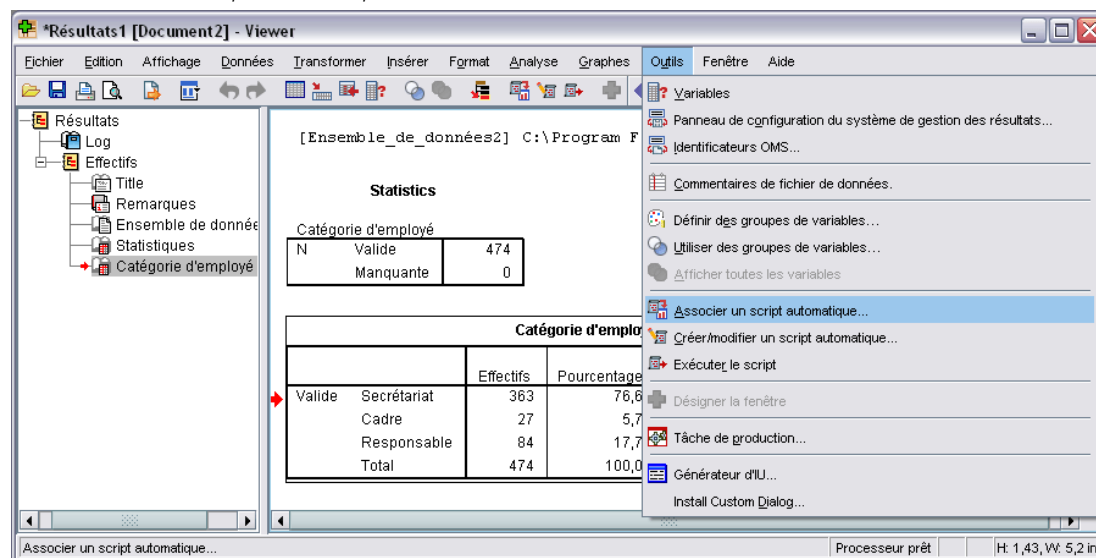 *Résultats1 [Document2] - Viewer
Fichier Edition Affichage Données Transformer Insérer Format Analyse Graphes Outils Fenêtre Aide
Résultats
Log
Effectifs
Title
Remarques
Ensemble de donnée
Statistiques
Catégorie d'employé
[Ensemble_de_données2] C:\Program F
Statistics
Catégorie d'employé
N Valide 474
Manquante 0
Catégorie d'emplo
Effectifs Pourcentage
Valide Secrétariat 363 76,6
Cadre 27 5,7
Responsable 84 17,7
Total 474 100,0
Variables
Panneau de configuration du système de gestion des résultats...
Identificateurs OMS...
Commentaires de fichier de données.
Définir des groupes de variables...
Utiliser des groupes de variables...
Afficher toutes les variables
Associer un script automatique...
Créer/modifier un script automatique...
Exécuter le script
Désigner la fenêtre
Tâche de production...
Générateur d'IU...
Install Custom Dialog...
Associer un script automatique...
Processeur prêt
H: 1,43, W: 5,2 in